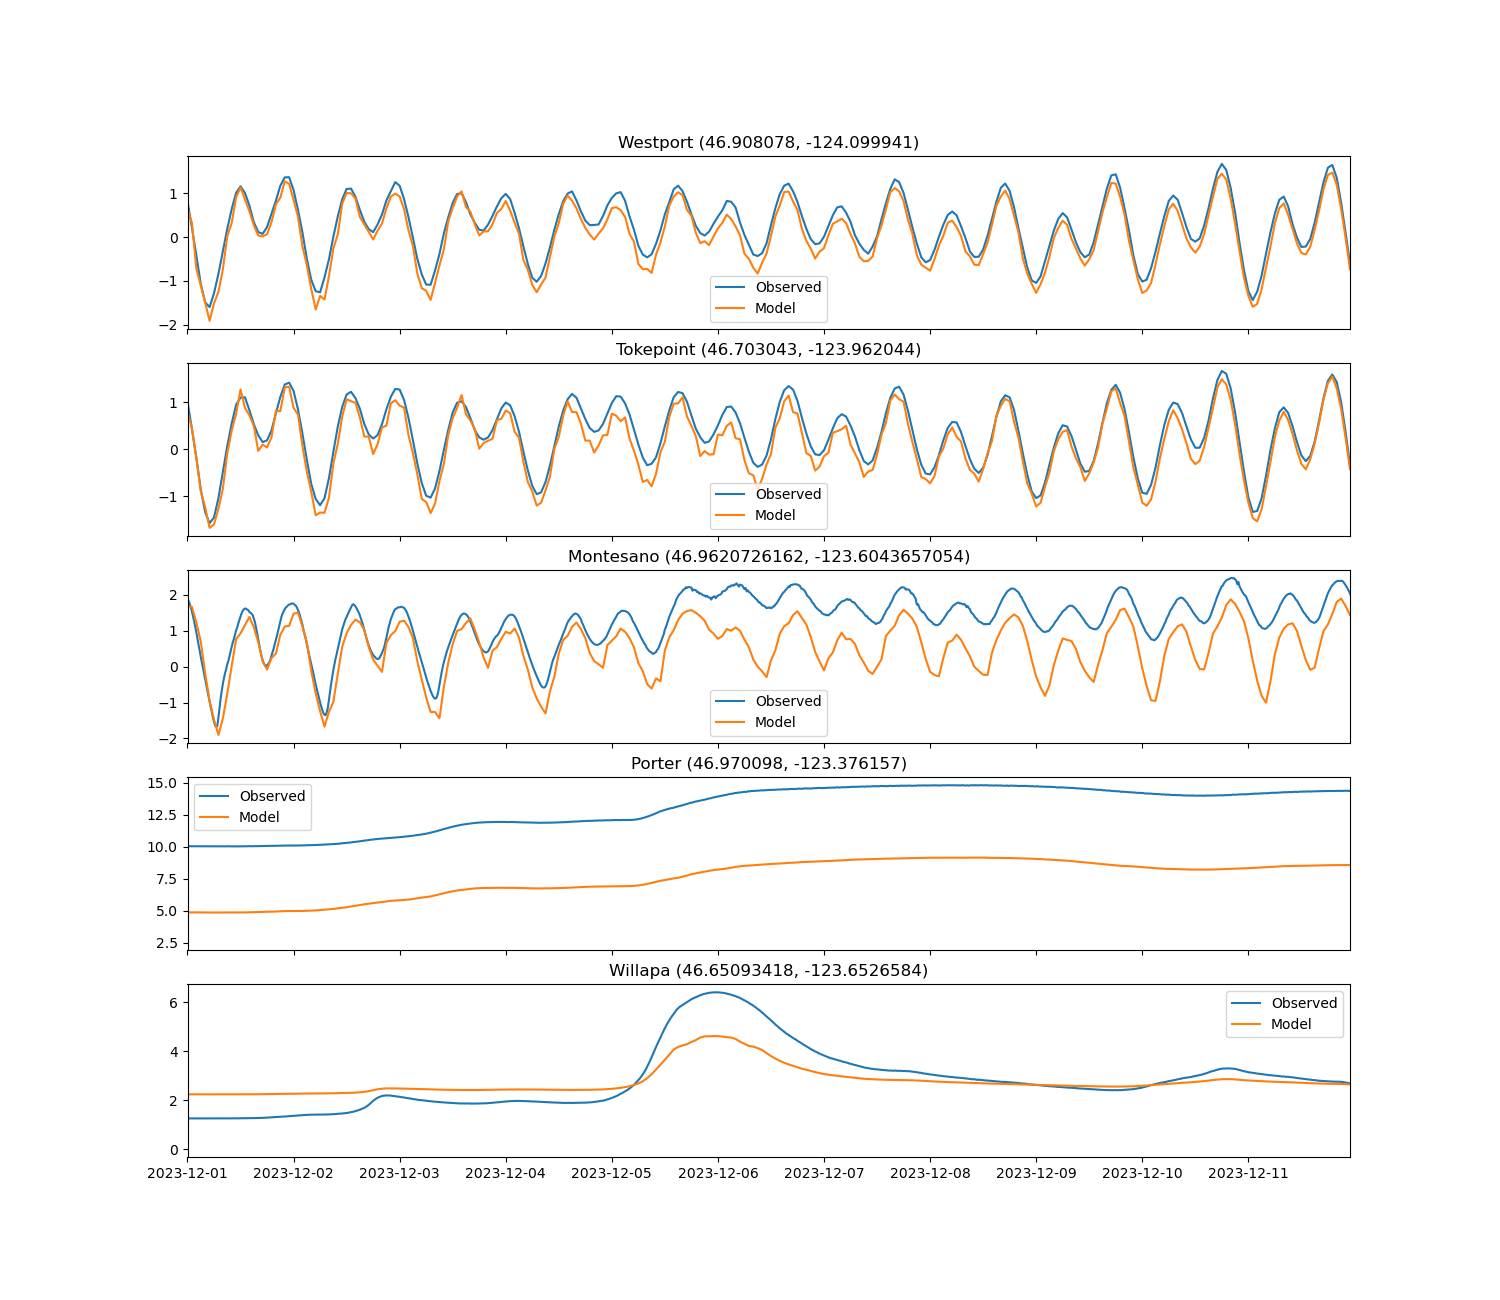 Westport (46.908078, -124.099941)
1
0
−1
−2
Observed
Model
Tokepoint (46.703043, -123.962044)
1
0
−1
Observed
Model
Montesano (46.9620726162, -123.6043657054)
2
1
0
−1
−2
Observed
Model
Porter (46.970098, -123.376157)
15.0
12.5
10.0
7.5
5.0
2.5
Observed
Model
Willapa (46.65093418, -123.6526584)
6
4
2
0
Observed
Model
2023-12-01 2023-12-02 2023-12-03 2023-12-04 2023-12-05 2023-12-06 2023-12-07 2023-12-08 2023-12-09 2023-12-10 2023-12-11